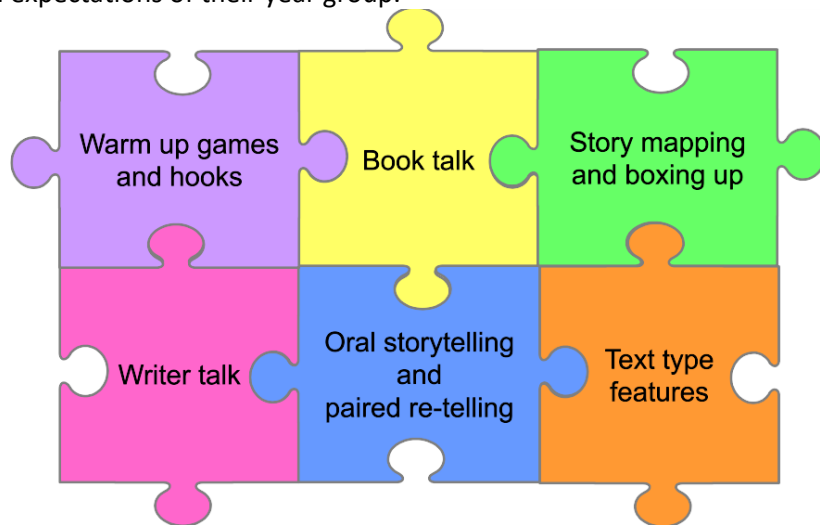 expectations of their year group.
Warm up games
and hooks
Book talk
Story mapping
and boxing up
Writer talk
Oral storytelling
and
paired re-telling
Text type
features